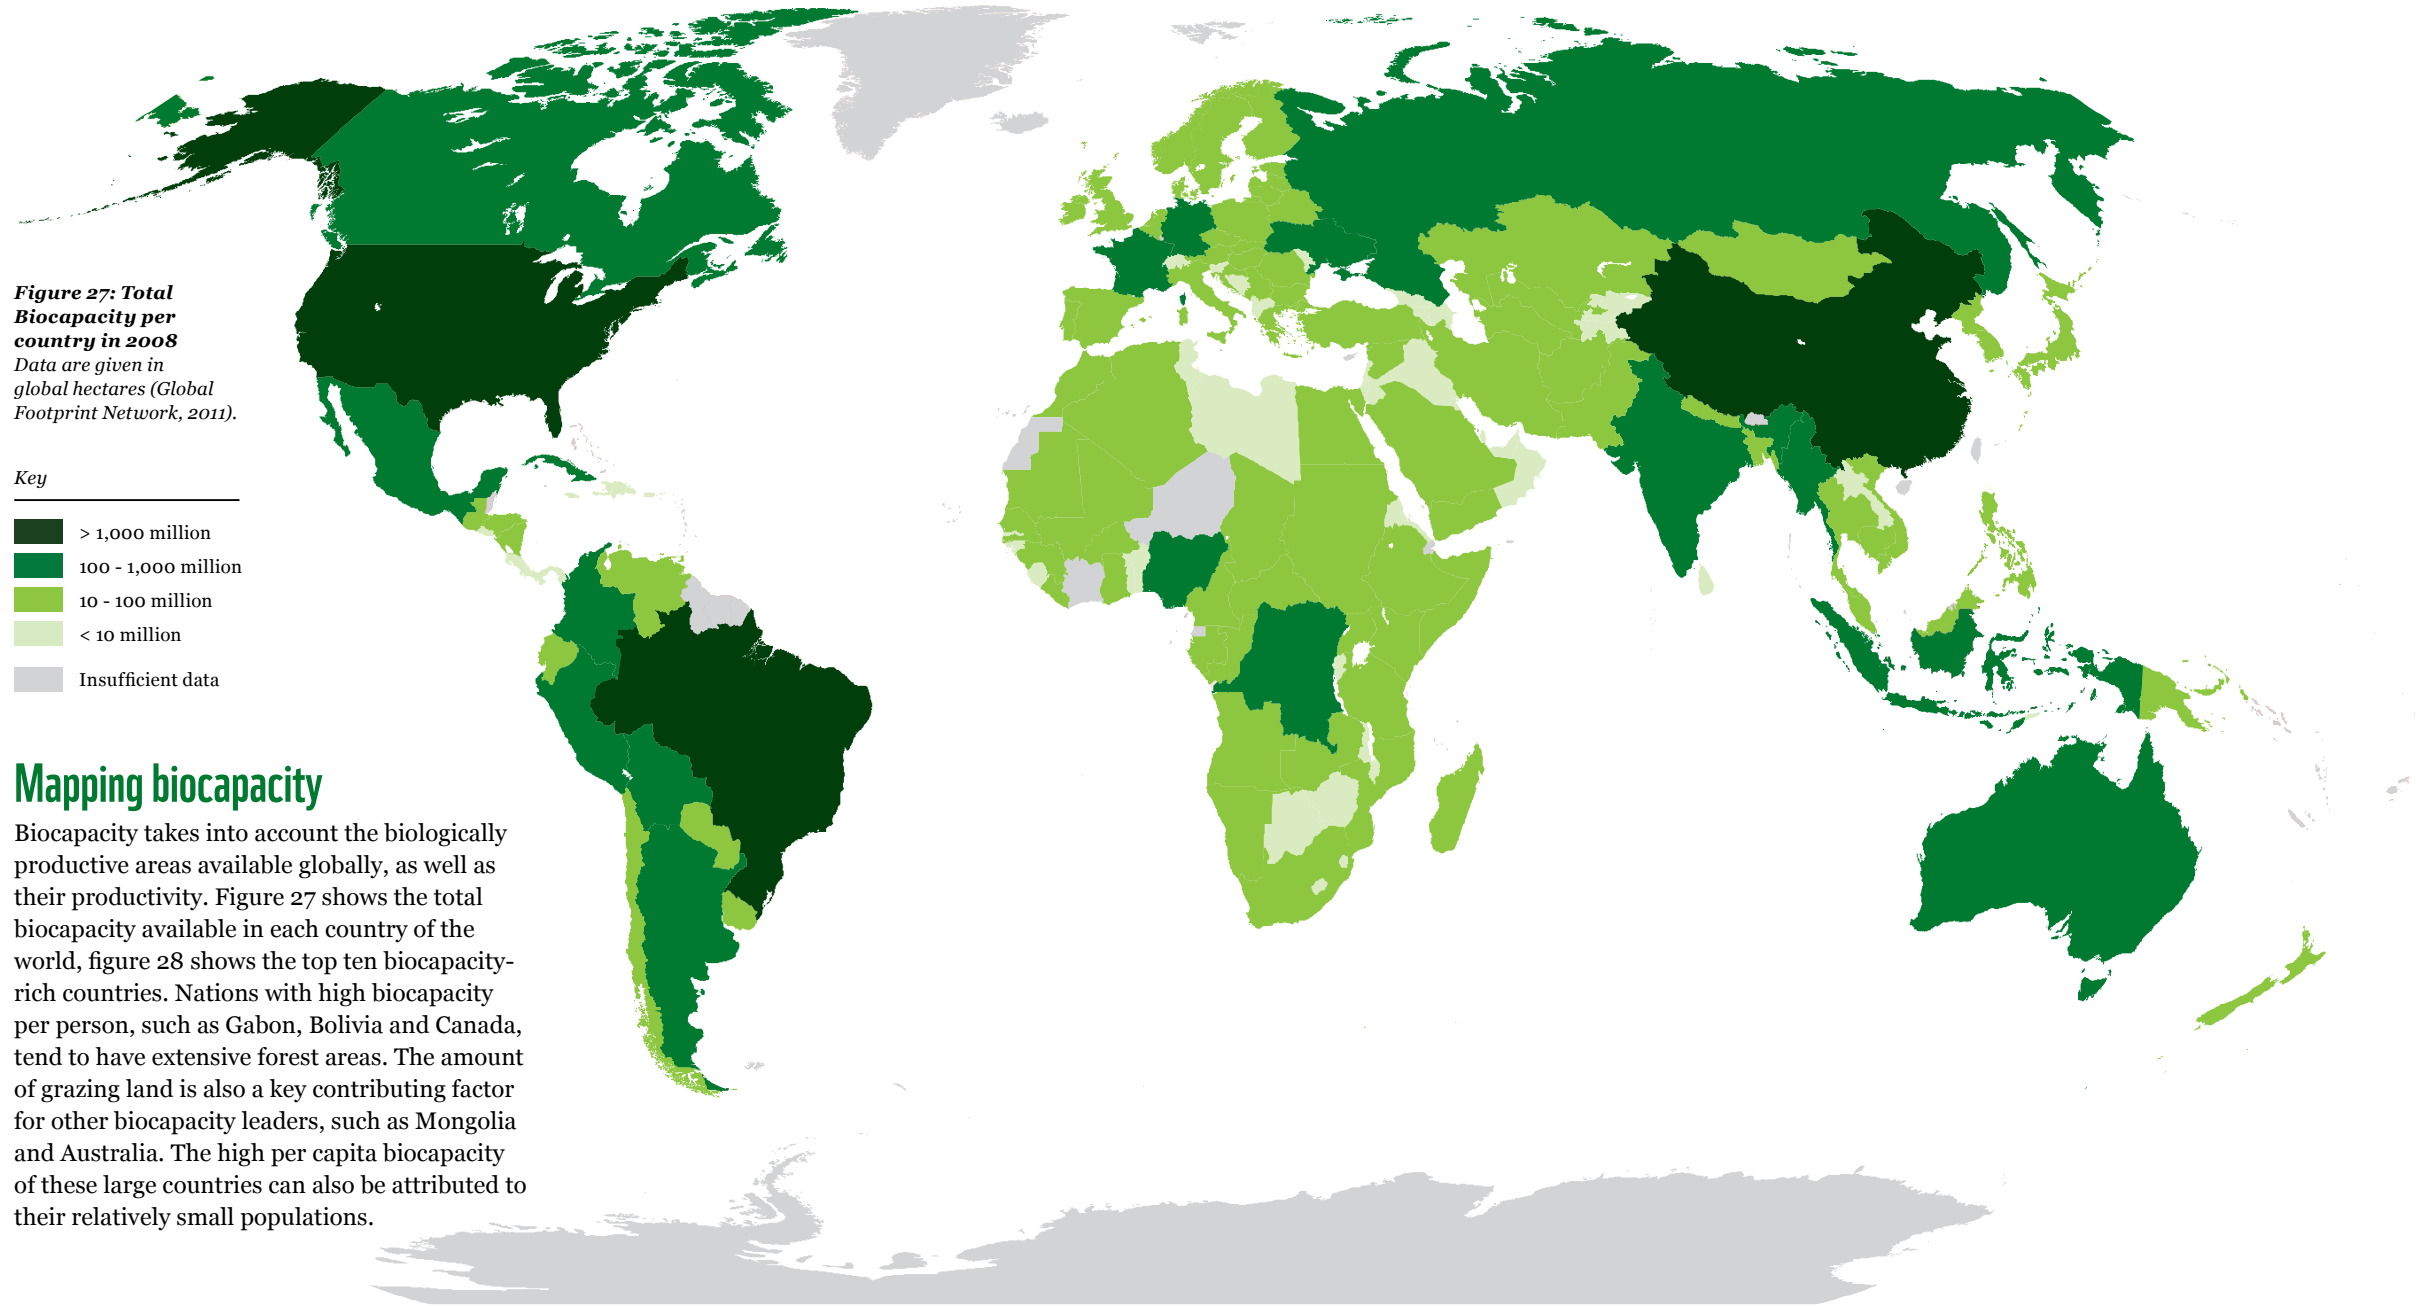 Figure 27: Total
Biocapacity per
country in 2008
Data are given in
global hectares (Global
Footprint Network, 2011).
Key
> 1,000 million
100 - 1,000 million
10 - 100 million
< 10 million
Insufficient data
Mapping biocapacity
Biocapacity takes into account the biologically
productive areas available globally, as well as
their productivity. Figure 27 shows the total
biocapacity available in each country of the
world, figure 28 shows the top ten biocapacity-
rich countries. Nations with high biocapacity
per person, such as Gabon, Bolivia and Canada,
tend to have extensive forest areas. The amount
of grazing land is also a key contributing factor
for other biocapacity leaders, such as Mongolia
and Australia. The high per capita biocapacity
of these large countries can also be attributed to
their relatively small populations.